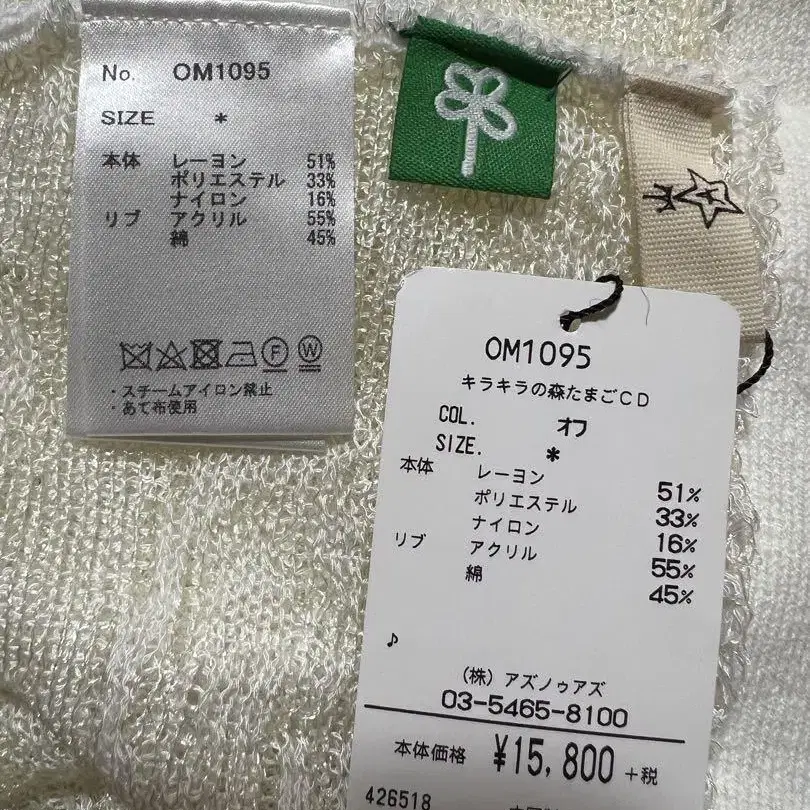 No. OM1095
SIZE *
本体 レーヨン 51%
ポリエステル 33%
ナイロン 16%
リブ アクリル 55%
綿 45%
F W
・スチームアイロン禁止
・あて布使用
OM1095
キラキラの森たまごCD
COL. オフ
SIZE. *
本体 レーヨン 51%
ポリエステル 33%
ナイロン 16%
リブ アクリル 55%
綿 45%
♪
(株) アズノゥアズ
03-5465-8100
本体価格 ¥15,800 +税
426518